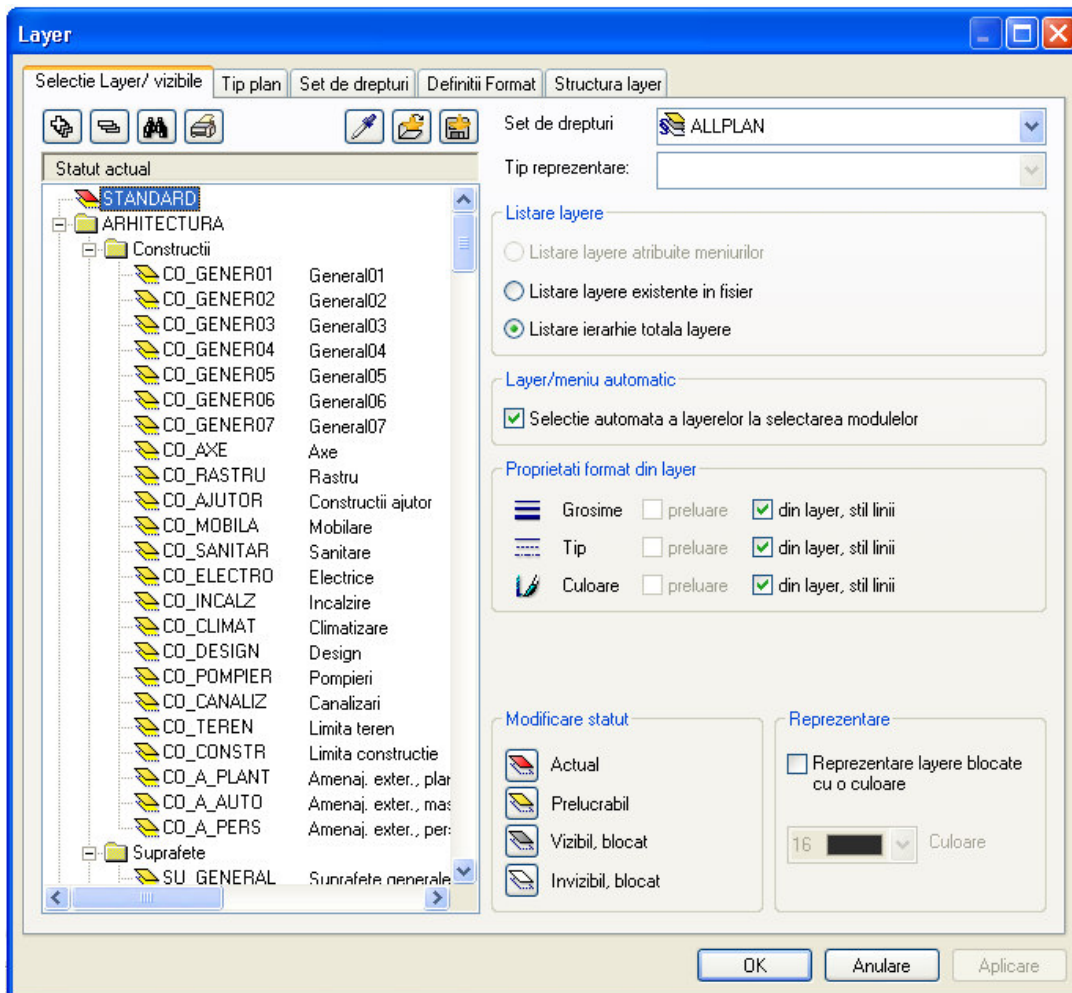 Layer
Selectie Layer/ vizibile
Tip plan
Set de drepturi
Definitii Format
Structura layer
Statut actual
STANDARD
ARHITECTURA
Constructii
CO_GENER01 General01
CO_GENER02 General02
CO_GENER03 General03
CO_GENER04 General04
CO_GENER05 General05
CO_GENER06 General06
CO_GENER07 General07
CO_AXE Axe
CO_RASTRU Rastru
CO_AJUTOR Constructii ajutor
CO_MOBILA Mobilare
CO_SANITAR Sanitare
CO_ELECTRO Electrice
CO_INCALZ Incalzire
CO_CLIMAT Climatizare
CO_DESIGN Design
CO_POMPIER Pompieri
CO_CANALIZ Canalizari
CO_TEREN Limita teren
CO_CONSTR Limita constructie
CO_A_PLANT Amenaj. exter., plan
CO_A_AUTO Amenaj. exter., mas
CO_A_PERS Amenaj. exter., pers
Suprafete
SU_GENERAL Suprafete generale
Set de drepturi ALLPLAN
Tip reprezentare:
Listare layere
Listare layere atribuite meniurilor
Listare layere existente in fisier
Listare ierarhie totala layere
Layer/meniu automatic
Selectie automata a layerelor la selectarea modulelor
Proprietati format din layer
Grosime preluare din layer, stil linii
Tip preluare din layer, stil linii
Culoare preluare din layer, stil linii
Modificare statut
Actual
Prelucrabil
Vizibil, blocat
Invizibil, blocat
Reprezentare
Reprezentare layere blocate
cu o culoare
16 Culoare
OK
Anulare
Aplicare